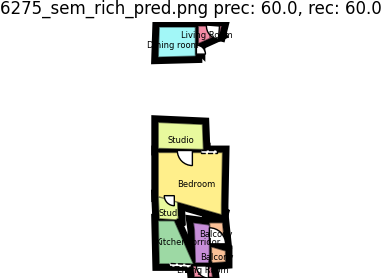 6275_sem_rich_pred.png prec: 60.0, rec: 60.0
Living Room
Dining room
Studio
Bedroom
Studio
Balcony
Kitchen
Corridor
Balcony
Living Room